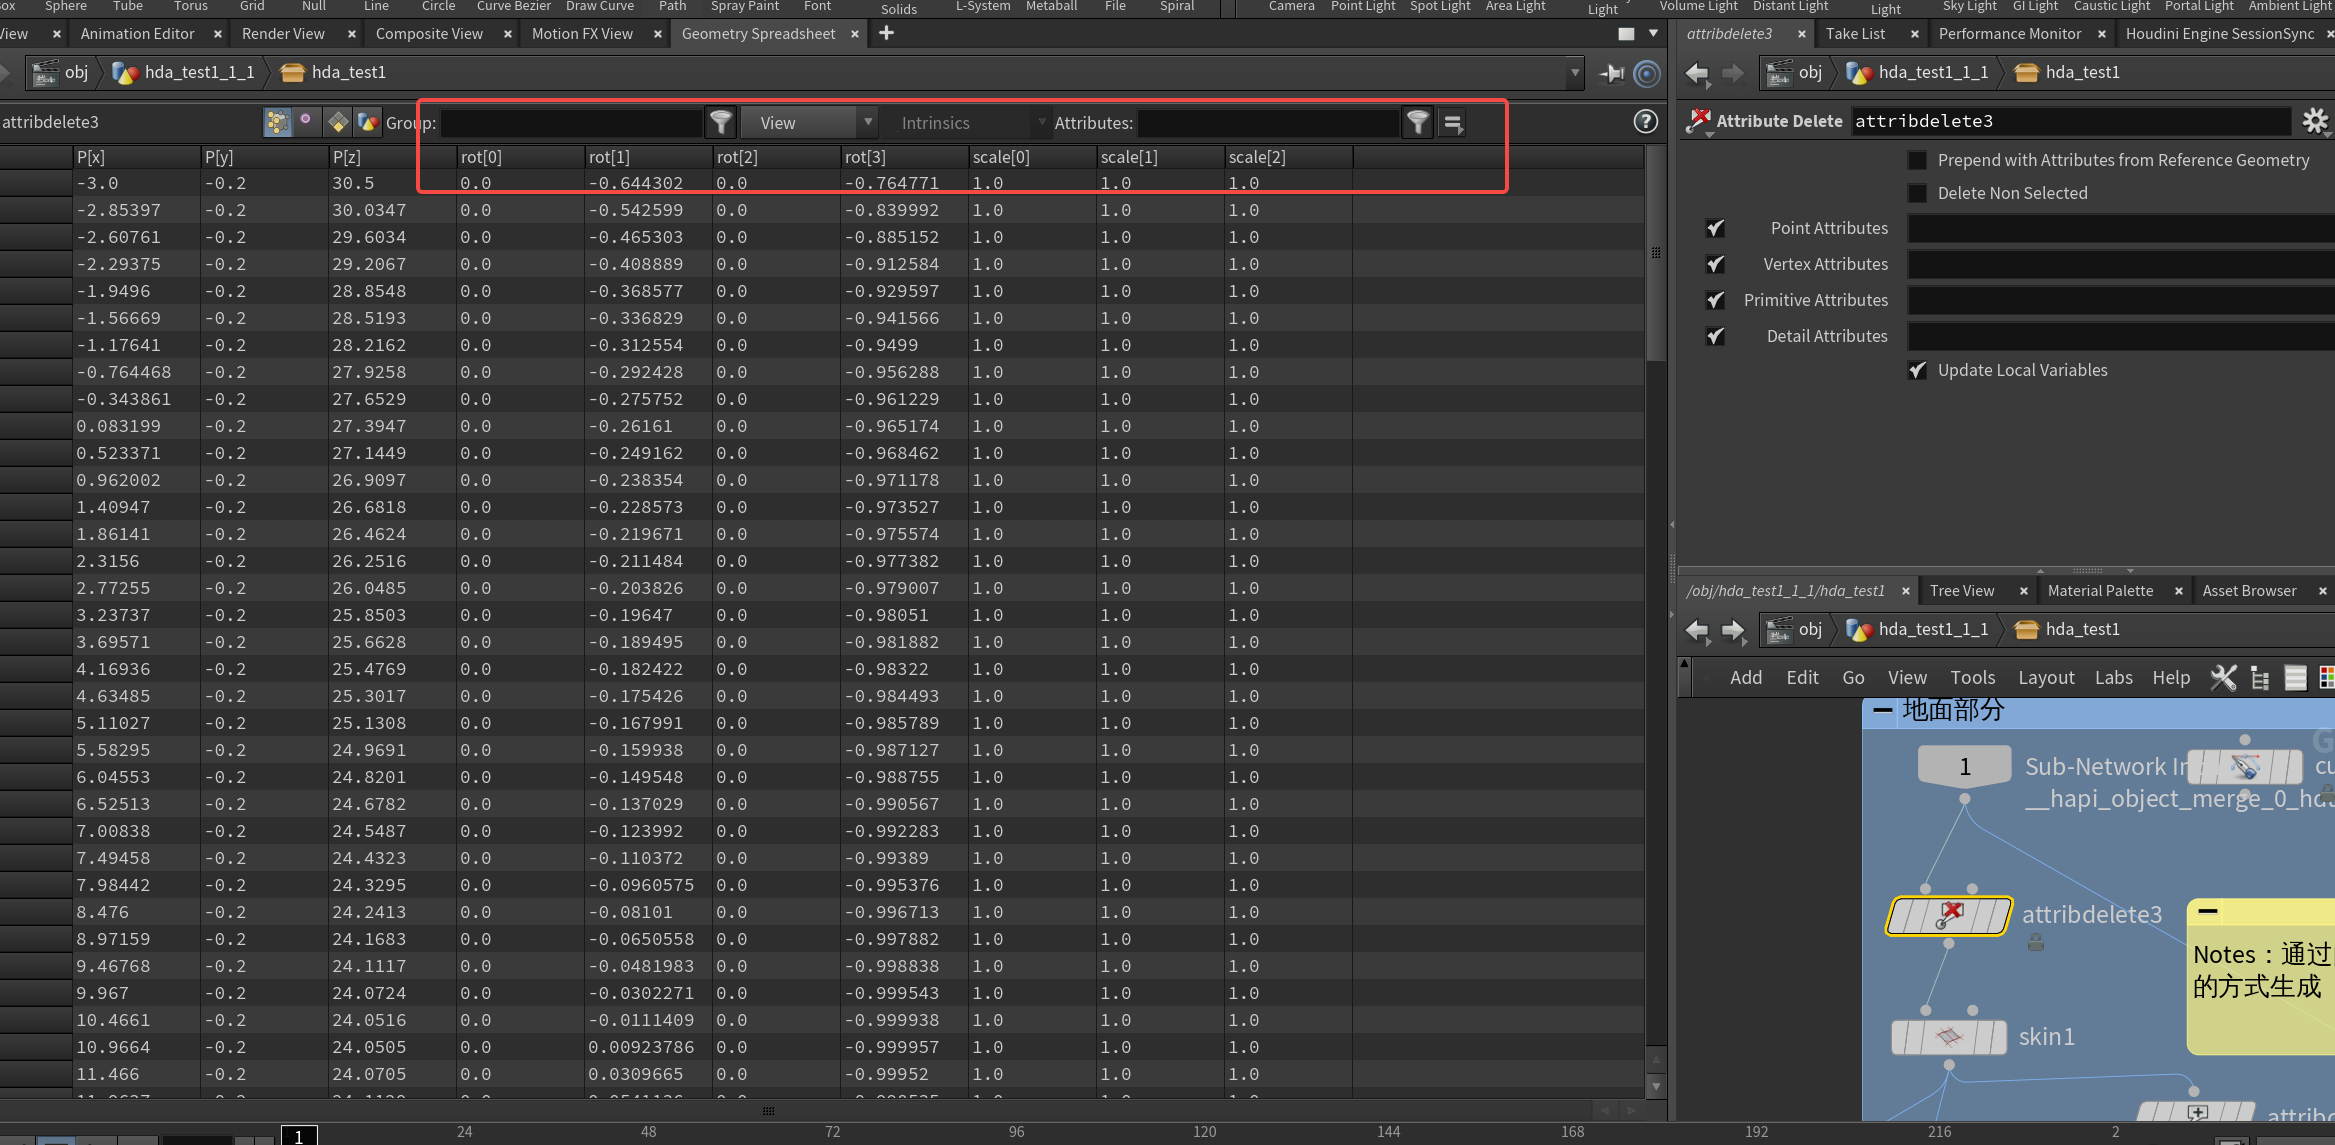 Sphere Tube Torus Grid Null Line Circle Curve Bezier Draw Curve Path Spray Paint Font Solids L-System Metaball File Spiral Camera Point Light Spot Light Area Light Light Volume Light Distant Light Light Sky Light GI Light Caustic Light Portal Light Ambient Light
View × Animation Editor × Render View × Composite View × Motion FX View × Geometry Spreadsheet × +
obj hda_test1_1_1 hda_test1
attribdelete3 Group: View Intrinsics Attributes:
P[x] P[y] P[z] rot[0] rot[1] rot[2] rot[3] scale[0] scale[1] scale[2]
-3.0 -0.2 30.5 0.0 -0.644302 0.0 -0.764771 1.0 1.0 1.0
-2.85397 -0.2 30.0347 0.0 -0.542599 0.0 -0.839992 1.0 1.0 1.0
-2.60761 -0.2 29.6034 0.0 -0.465303 0.0 -0.885152 1.0 1.0 1.0
-2.29375 -0.2 29.2067 0.0 -0.408889 0.0 -0.912584 1.0 1.0 1.0
-1.9496 -0.2 28.8548 0.0 -0.368577 0.0 -0.929597 1.0 1.0 1.0
-1.56669 -0.2 28.5193 0.0 -0.336829 0.0 -0.941566 1.0 1.0 1.0
-1.17641 -0.2 28.2162 0.0 -0.312554 0.0 -0.9499 1.0 1.0 1.0
-0.764468 -0.2 27.9258 0.0 -0.292428 0.0 -0.956288 1.0 1.0 1.0
-0.343861 -0.2 27.6529 0.0 -0.275752 0.0 -0.961229 1.0 1.0 1.0
0.083199 -0.2 27.3947 0.0 -0.26161 0.0 -0.965174 1.0 1.0 1.0
0.523371 -0.2 27.1449 0.0 -0.249162 0.0 -0.968462 1.0 1.0 1.0
0.962002 -0.2 26.9097 0.0 -0.238354 0.0 -0.971178 1.0 1.0 1.0
1.40947 -0.2 26.6818 0.0 -0.228573 0.0 -0.973527 1.0 1.0 1.0
1.86141 -0.2 26.4624 0.0 -0.219671 0.0 -0.975574 1.0 1.0 1.0
2.3156 -0.2 26.2516 0.0 -0.211484 0.0 -0.977382 1.0 1.0 1.0
2.77255 -0.2 26.0485 0.0 -0.203826 0.0 -0.979007 1.0 1.0 1.0
3.23737 -0.2 25.8503 0.0 -0.19647 0.0 -0.98051 1.0 1.0 1.0
3.69571 -0.2 25.6628 0.0 -0.189495 0.0 -0.981882 1.0 1.0 1.0
4.16936 -0.2 25.4769 0.0 -0.182422 0.0 -0.98322 1.0 1.0 1.0
4.63485 -0.2 25.3017 0.0 -0.175426 0.0 -0.984493 1.0 1.0 1.0
5.11027 -0.2 25.1308 0.0 -0.167991 0.0 -0.985789 1.0 1.0 1.0
5.58295 -0.2 24.9691 0.0 -0.159938 0.0 -0.987127 1.0 1.0 1.0
6.04553 -0.2 24.8201 0.0 -0.149548 0.0 -0.988755 1.0 1.0 1.0
6.52513 -0.2 24.6782 0.0 -0.137029 0.0 -0.990567 1.0 1.0 1.0
7.00838 -0.2 24.5487 0.0 -0.123992 0.0 -0.992283 1.0 1.0 1.0
7.49458 -0.2 24.4323 0.0 -0.110372 0.0 -0.99389 1.0 1.0 1.0
7.98442 -0.2 24.3295 0.0 -0.0960575 0.0 -0.995376 1.0 1.0 1.0
8.476 -0.2 24.2413 0.0 -0.08101 0.0 -0.996713 1.0 1.0 1.0
8.97159 -0.2 24.1683 0.0 -0.0650558 0.0 -0.997882 1.0 1.0 1.0
9.46768 -0.2 24.1117 0.0 -0.0481983 0.0 -0.998838 1.0 1.0 1.0
9.967 -0.2 24.0724 0.0 -0.0302271 0.0 -0.999543 1.0 1.0 1.0
10.4661 -0.2 24.0516 0.0 -0.0111409 0.0 -0.999938 1.0 1.0 1.0
10.9664 -0.2 24.0505 0.0 0.00923786 0.0 -0.999957 1.0 1.0 1.0
11.466 -0.2 24.0705 0.0 0.0309665 0.0 -0.99952 1.0 1.0 1.0
1 24 48 72 96 120 144 168 192 216 2
attribdelete3 × Take List × Performance Monitor × Houdini Engine SessionSync ×
obj hda_test1_1_1 hda_test1
Attribute Delete attribdelete3
Prepend with Attributes from Reference Geometry
Delete Non Selected
Point Attributes
Vertex Attributes
Primitive Attributes
Detail Attributes
Update Local Variables
/obj/hda_test1_1_1/hda_test1 × Tree View × Material Palette × Asset Browser ×
obj hda_test1_1_1 hda_test1
Add Edit Go View Tools Layout Labs Help
地面部分
1 Sub-Network In
__hapi_object_merge_0_hd
attribdelete3
Notes：通过
的方式生成
skin1